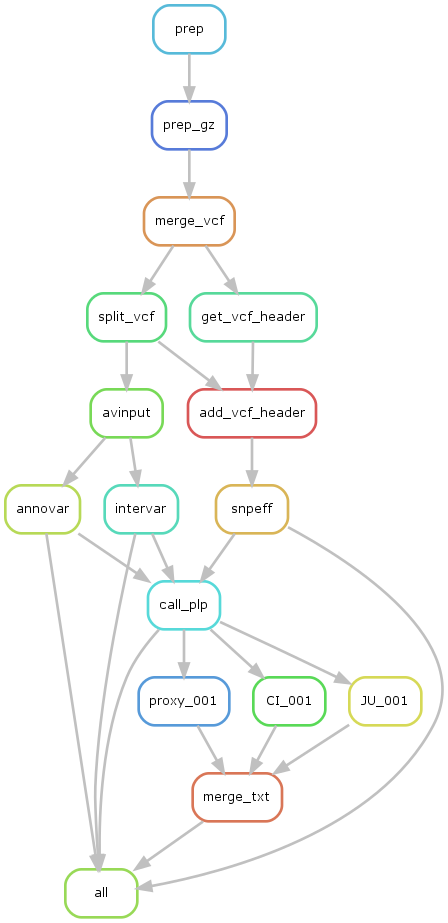 prep
prep_gz
merge_vcf
split_vcf
get_vcf_header
avinput
add_vcf_header
annovar
intervar
snpeff
call_plp
proxy_001
CI_001
JU_001
merge_txt
all